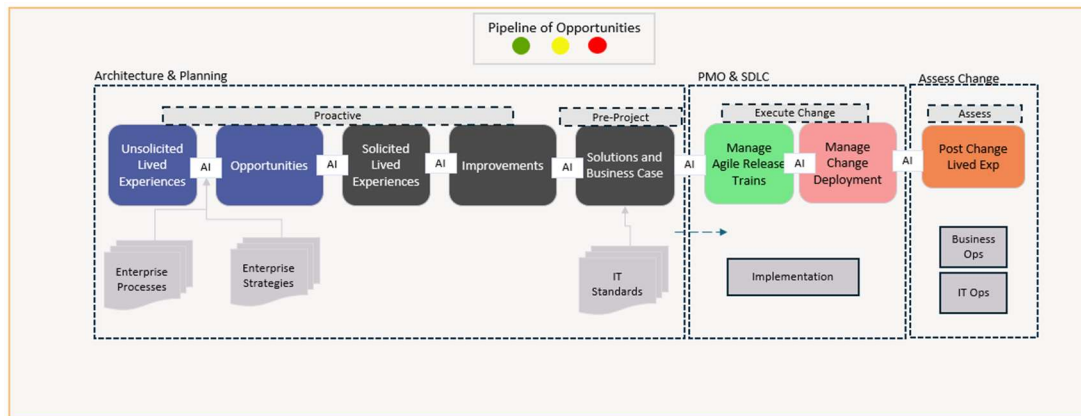 Pipeline of Opportunities
Architecture & Planning
PMO & SDLC
Assess Change
Proactive
Pre-Project
Execute Change
Assess
Unsolicited
Lived
Experiences
AI
Opportunities
AI
Solicited
Lived
Experiences
AI
Improvements
AI
Solutions and
Business Case
AI
Manage
Agile Release
Trains
AI
Manage
Change
Deployment
AI
Post Change
Lived Exp
Enterprise
Processes
Enterprise
Strategies
IT
Standards
Implementation
Business
Ops
IT Ops